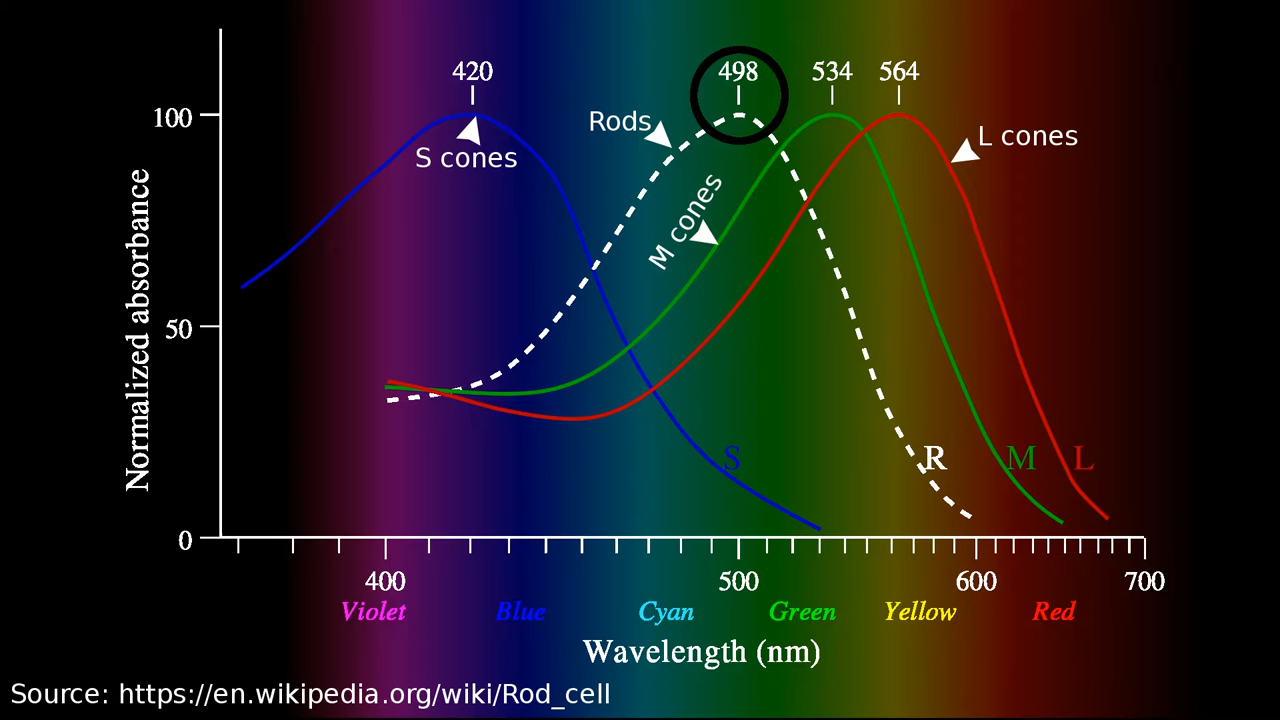 420
498
534
564
100
Rods
L cones
S cones
M cones
Normalized absorbance
50
S
R
M
L
0
400
500
600
700
Violet
Blue
Cyan
Green
Yellow
Red
Wavelength (nm)
Source: https://en.wikipedia.org/wiki/Rod_cell